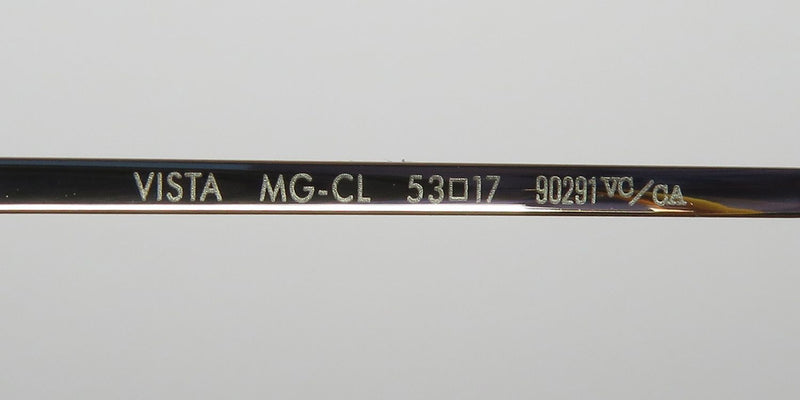 VISTA MG-CL 53□17 90291 VC/CA